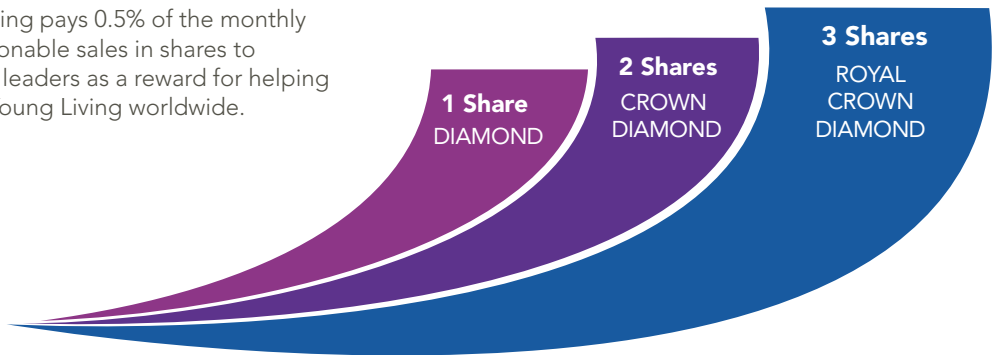 ing pays 0.5% of the monthly
onable sales in shares to
leaders as a reward for helping
oung Living worldwide.
1 Share
DIAMOND
2 Shares
CROWN
DIAMOND
3 Shares
ROYAL
CROWN
DIAMOND